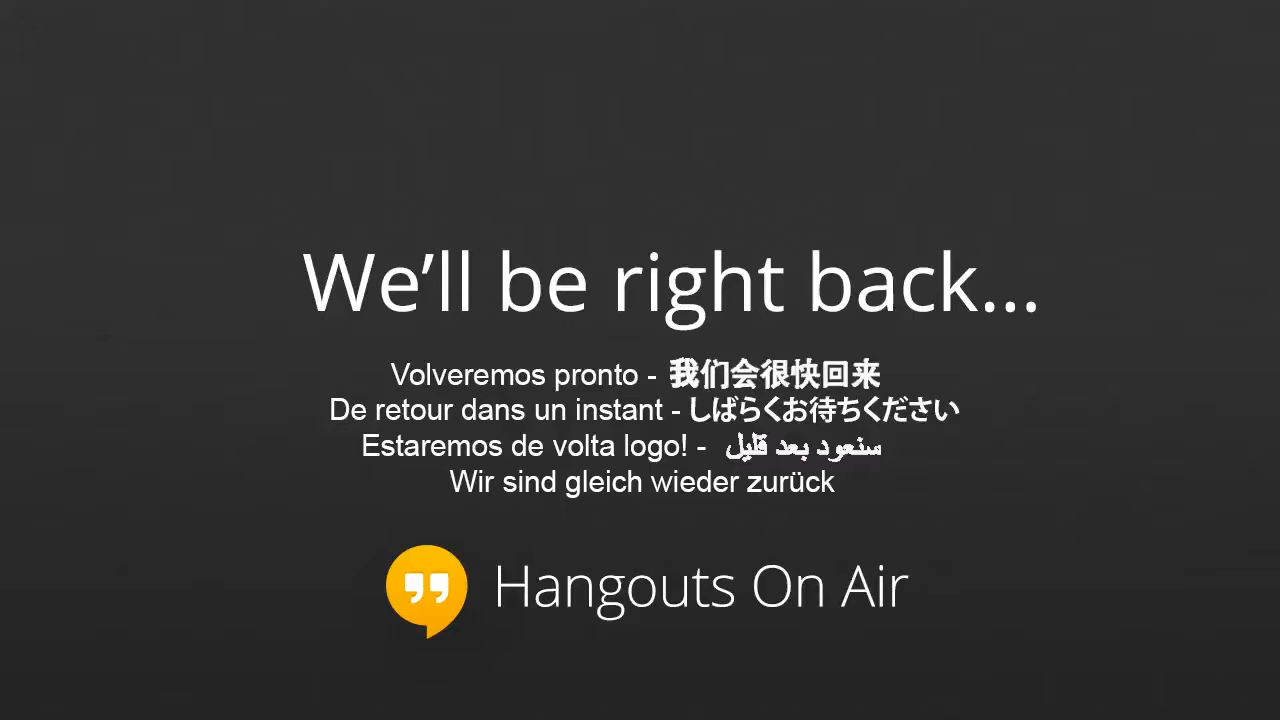 We’ll be right back...
Volveremos pronto - 我们会很快回来
De retour dans un instant - しばらくお待ちください
Estaremos de volta logo! - سنعود بعد قليل
Wir sind gleich wieder zurück
Hangouts On Air